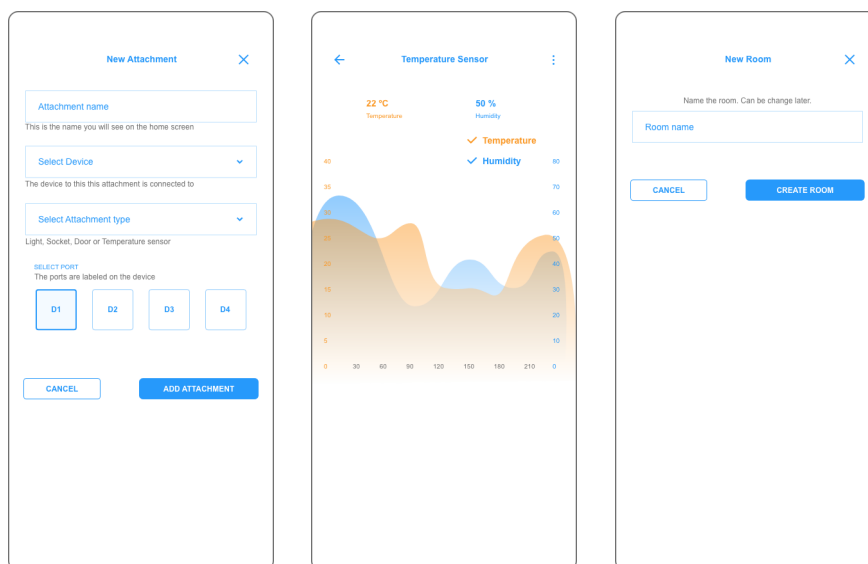 New Attachment
Attachment name
This is the name you will see on the home screen
Select Device
The device to this this attachment is connected to
Select Attachment type
Light, Socket, Door or Temperature sensor
SELECT PORT
The ports are labeled on the device
D1 D2 D3 D4
CANCEL ADD ATTACHMENT
Temperature Sensor
22 ºC 50 %
Temperature Humidity
Temperature
Humidity
40 80
35 70
30 60
25 50
20 40
15 30
10 20
5 10
0 30 60 90 120 150 180 210 0
New Room
Name the room. Can be change later.
Room name
CANCEL CREATE ROOM